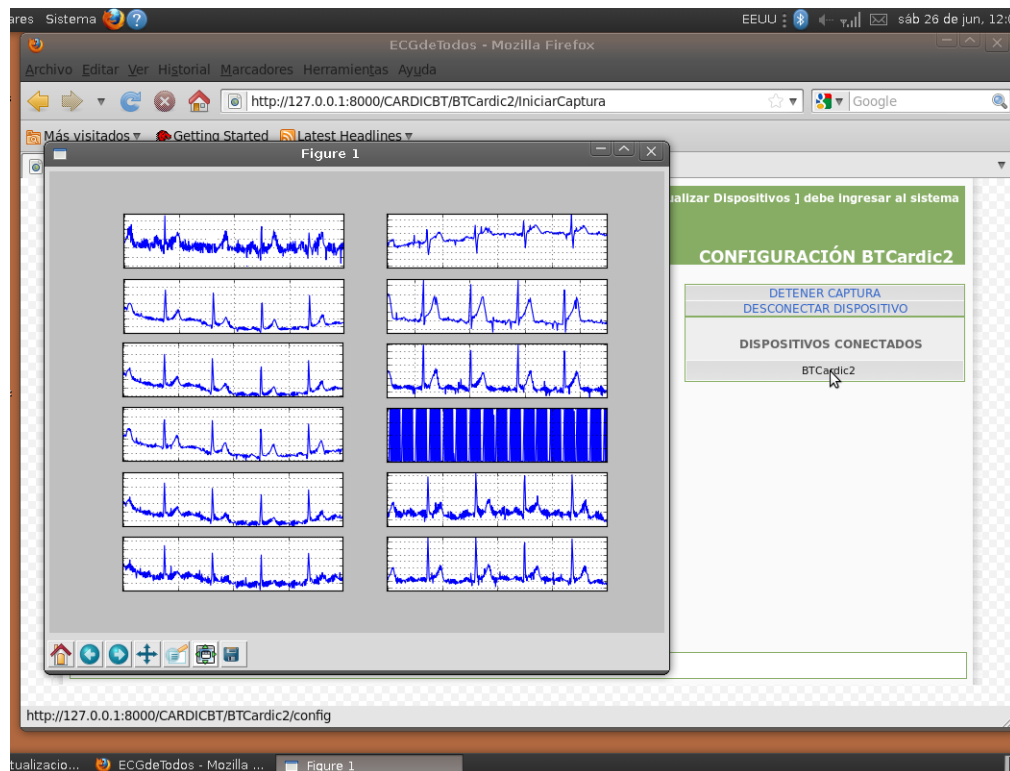 ares Sistema
EEUU sáb 26 de jun, 12:0
ECGdeTodos - Mozilla Firefox
Archivo Editar Ver Historial Marcadores Herramientas Ayuda
http://127.0.0.1:8000/CARDICBT/BTCardic2/IniciarCaptura
Google
Más visitados Getting Started Latest Headlines
Figure 1
ualizar Dispositivos ] debe ingresar al sistema
CONFIGURACIÓN BTCardic2
DETENER CAPTURA
DESCONECTAR DISPOSITIVO
DISPOSITIVOS CONECTADOS
BTCardic2
http://127.0.0.1:8000/CARDICBT/BTCardic2/config
tualizacio... ECGdeTodos - Mozilla ... Figure 1